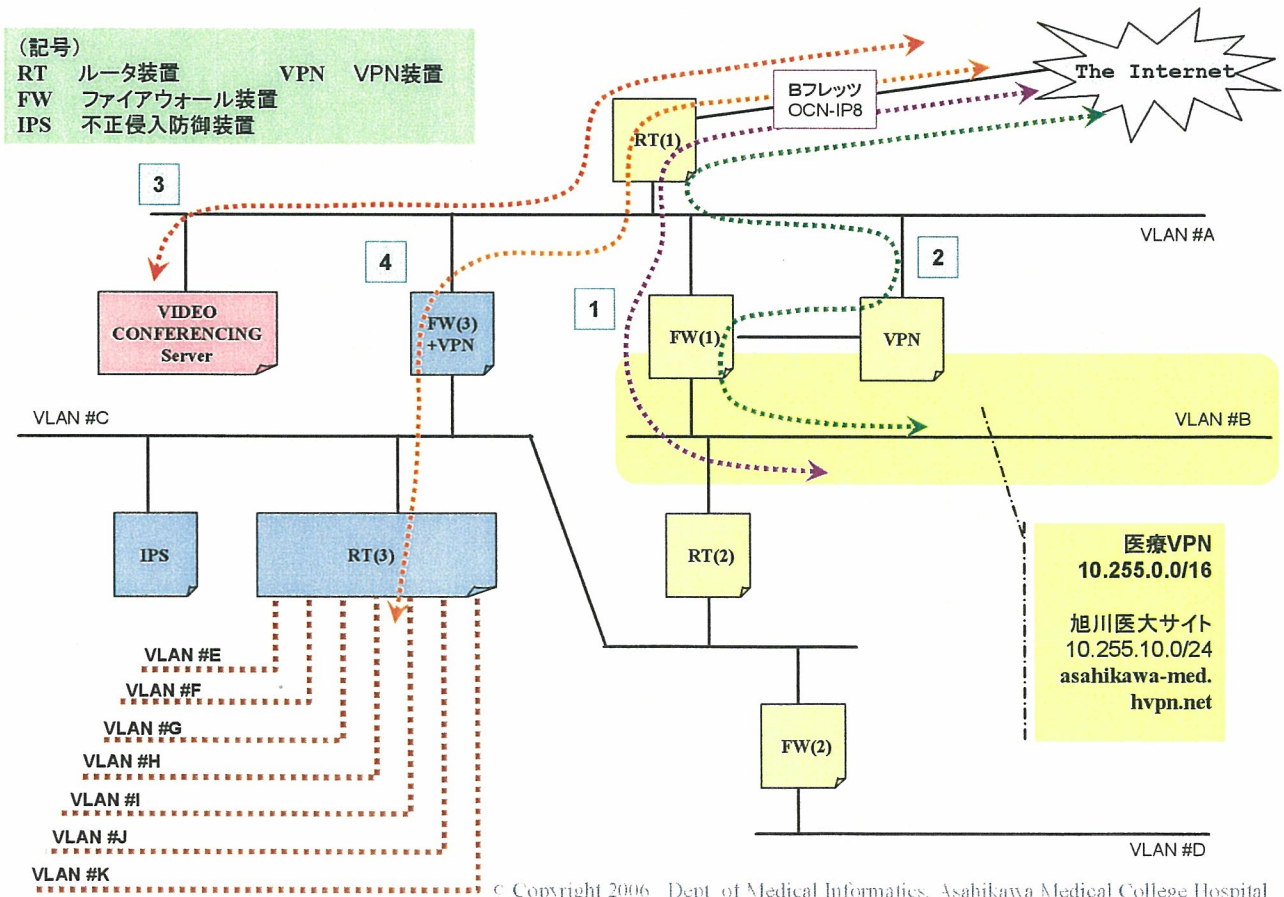 (記号)
RT ルータ装置 VPN VPN装置
FW ファイアウォール装置
IPS 不正侵入防御装置
The Internet
Bフレッツ
OCN-IP8
RT(1)
3
VLAN #A
4
2
1
VIDEO
CONFERENCING
Server
FW(3)
+VPN
FW(1)
VPN
VLAN #C
VLAN #B
IPS
RT(3)
RT(2)
医療VPN
10.255.0.0/16
旭川医大サイト
10.255.10.0/24
asahikawa-med.
hvpn.net
VLAN #E
VLAN #F
VLAN #G
VLAN #H
VLAN #I
VLAN #J
VLAN #K
FW(2)
VLAN #D
© Copyright 2006 Dept. of Medical Informatics, Asahikawa Medical College Hospital